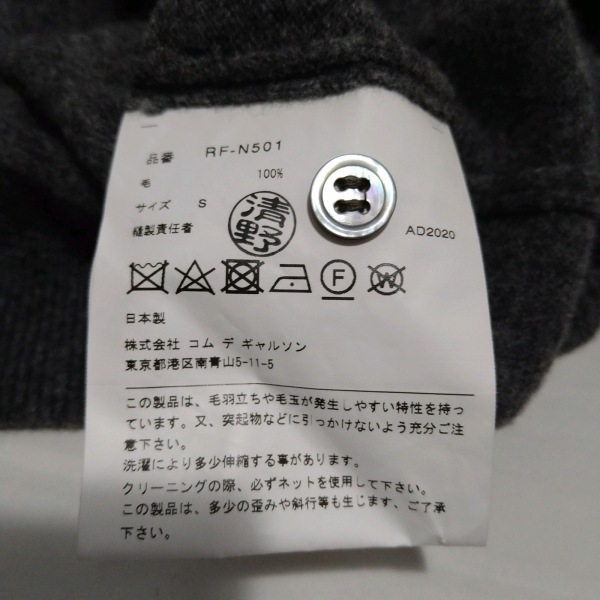 品番 RF-N501
毛 100%
サイズ S
縫製責任者 清野 AD2020
F
W
日本製
株式会社 コム デ ギャルソン
東京都港区南青山5-11-5
この製品は、毛羽立ちや毛玉が発生しやすい特性を持っ
ています。又、突起物などに引っかけないよう充分ご注
意下さい。
洗濯により多少伸縮する事があります。
クリーニングの際、必ずネットを使用して下さい。
この製品は、多少の歪みや斜行等も生じます、ご了承
下さい。